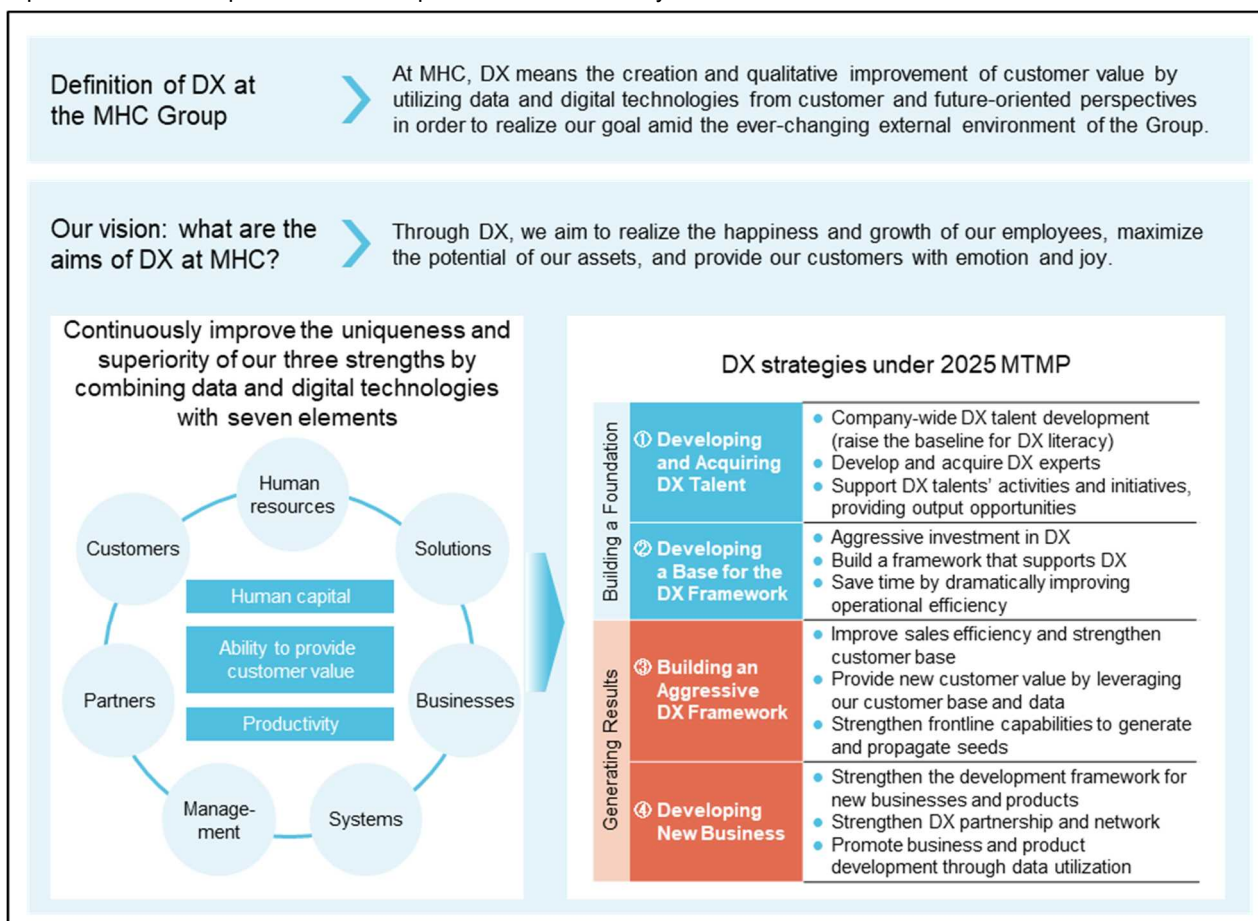 Definition of DX at
the MHC Group
At MHC, DX means the creation and qualitative improvement of customer value by
utilizing data and digital technologies from customer and future-oriented perspectives
in order to realize our goal amid the ever-changing external environment of the Group.
Our vision: what are the
aims of DX at MHC?
Through DX, we aim to realize the happiness and growth of our employees, maximize
the potential of our assets, and provide our customers with emotion and joy.
Continuously improve the uniqueness and
superiority of our three strengths by
combining data and digital technologies
with seven elements
Human
resources
Customers
Solutions
Human capital
Ability to provide
customer value
Productivity
Partners
Businesses
Manage-
ment
Systems
DX strategies under 2025 MTMP
Building a Foundation
① Developing
and Acquiring
DX Talent
● Company-wide DX talent development
(raise the baseline for DX literacy)
● Develop and acquire DX experts
● Support DX talents' activities and initiatives,
providing output opportunities
② Developing
a Base for the
DX Framework
● Aggressive investment in DX
● Build a framework that supports DX
● Save time by dramatically improving
operational efficiency
Generating Results
③ Building an
Aggressive
DX Framework
● Improve sales efficiency and strengthen
customer base
● Provide new customer value by leveraging
our customer base and data
● Strengthen frontline capabilities to generate
and propagate seeds
④ Developing
New Business
● Strengthen the development framework for
new businesses and products
● Strengthen DX partnership and network
● Promote business and product
development through data utilization